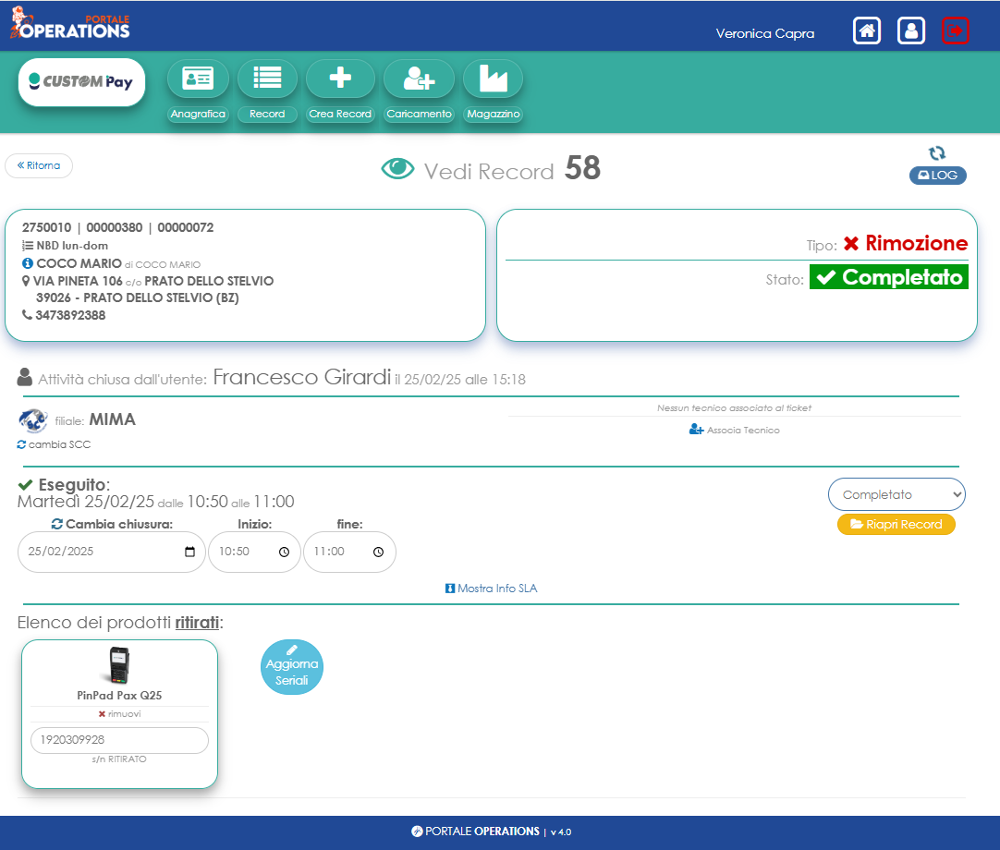 PORTALE
OPERATIONS
Veronica Capra
CUSTOM Pay
Anagrafica
Record
Crea Record
Caricamento
Magazzino
« Ritorna
Vedi Record 58
LOG
2750010 | 00000380 | 00000072
NBD lun-dom
COCO MARIO di COCO MARIO
VIA PINETA 106 c/o PRATO DELLO STELVIO
39026 - PRATO DELLO STELVIO (BZ)
3473892388
Tipo: Rimozione
Stato: Completato
Attività chiusa dall'utente: Francesco Girardi il 25/02/25 alle 15:18
filiale: MIMA
cambia SCC
Nessun tecnico associato al ticket
Associa Tecnico
Eseguito:
Martedì 25/02/25 dalle 10:50 alle 11:00
Cambia chiusura:
Inizio:
fine:
25/02/2025
10:50
11:00
Completato
Riapri Record
Mostra Info SLA
Elenco dei prodotti ritirati:
PinPad Pax Q25
rimuovi
1920309928
s/n RITIRATO
Aggiorna
Seriali
PORTALE OPERATIONS | v 4.0